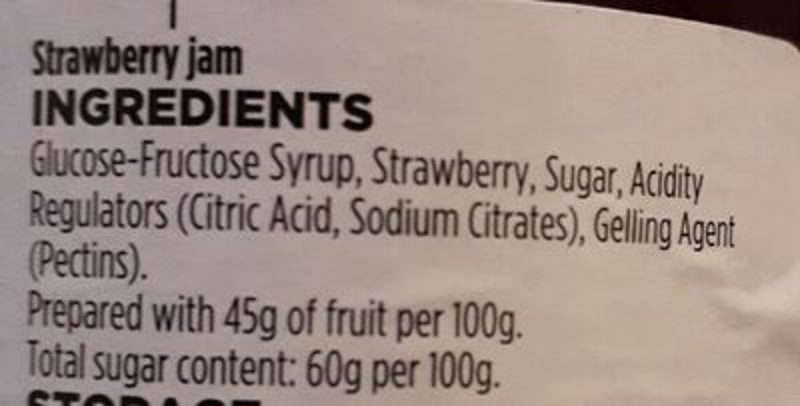 Strawberry jam
INGREDIENTS
Glucose-Fructose Syrup, Strawberry, Sugar, Acidity
Regulators (Citric Acid, Sodium Citrates), Gelling Agent
(Pectins).
Prepared with 45g of fruit per 100g.
Total sugar content: 60g per 100g.
STORAGE